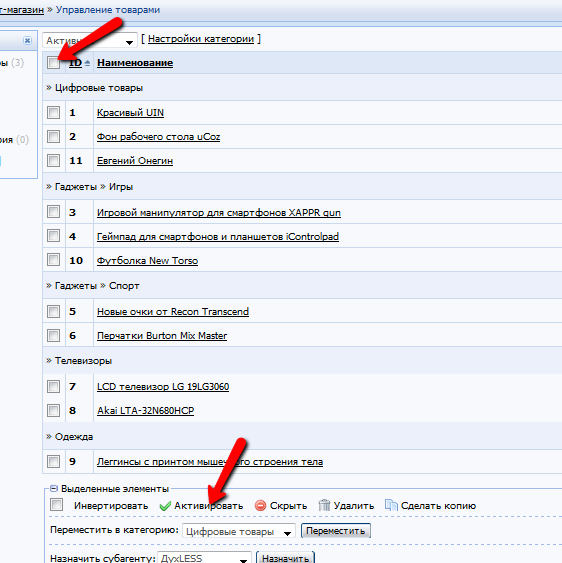 т-магазин » Управление товарами
[ Настройки категории ]
ры (3)
ID Наименование
» Цифровые товары
1 Красивый UIN
2 Фон рабочего стола uCoz
рия (0)
11 Евгений Онегин
» Гаджеты » Игры
3 Игровой манипулятор для смартфонов XAPPR gun
4 Геймпад для смартфонов и планшетов iControlpad
10 Футболка New Torso
» Гаджеты » Спорт
5 Новые очки от Recon Transcend
6 Перчатки Burton Mix Master
» Телевизоры
7 LCD телевизор LG 19LG3060
8 Akai LTA-32N680HCP
» Одежда
9 Леггинсы с принтом мышечного строения тела
Выделенные элементы
Инвертировать Активировать Скрыть Удалить Сделать копию
Переместить в категорию: Цифровые товары Переместить
Назначить субагенту: ДухLESS Назначить